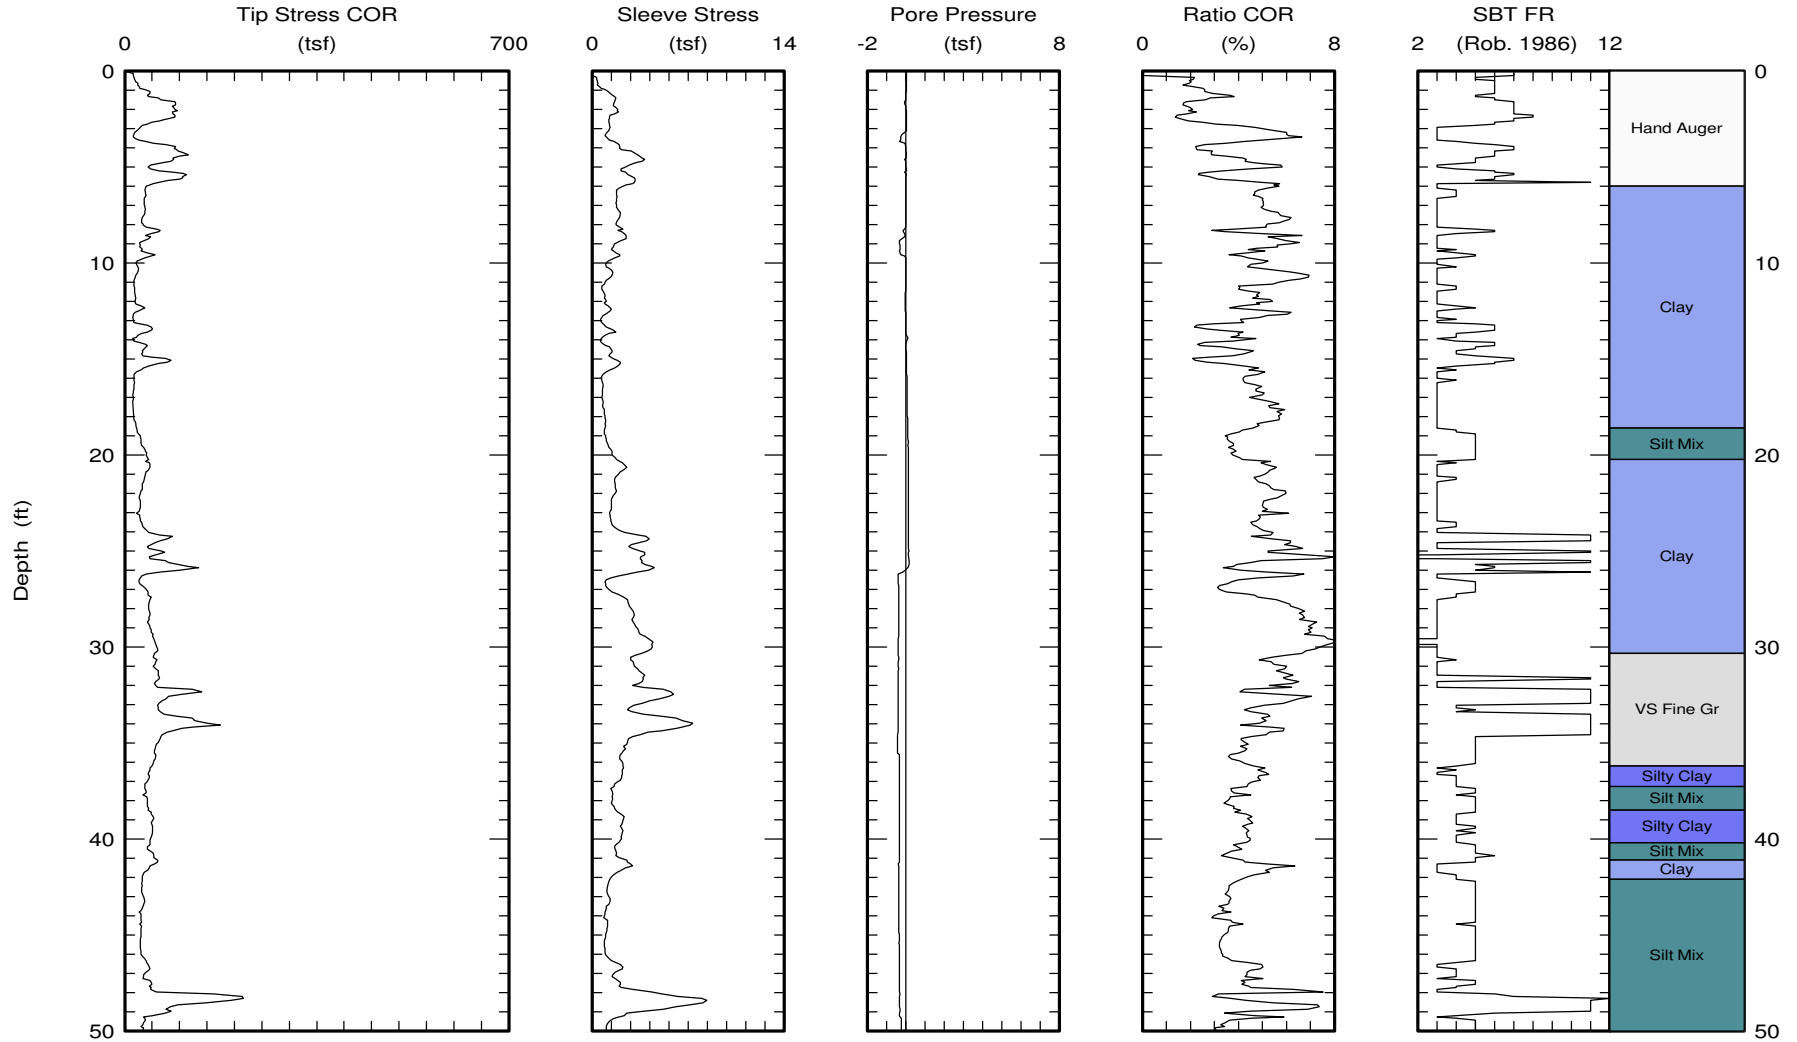 Tip Stress COR Sleeve Stress Pore Pressure Ratio COR SBT FR
0 (tsf) 700 0 (tsf) 14 -2 (tsf) 8 0 (%) 8 2 (Rob. 1986) 12
0 0
Hand Auger
10 10
Clay
Silt Mix
20 20
Depth (ft)
Clay
30 30
VS Fine Gr
Silty Clay
Silt Mix
Silty Clay
40 40
Silt Mix
Clay
Silt Mix
50 50